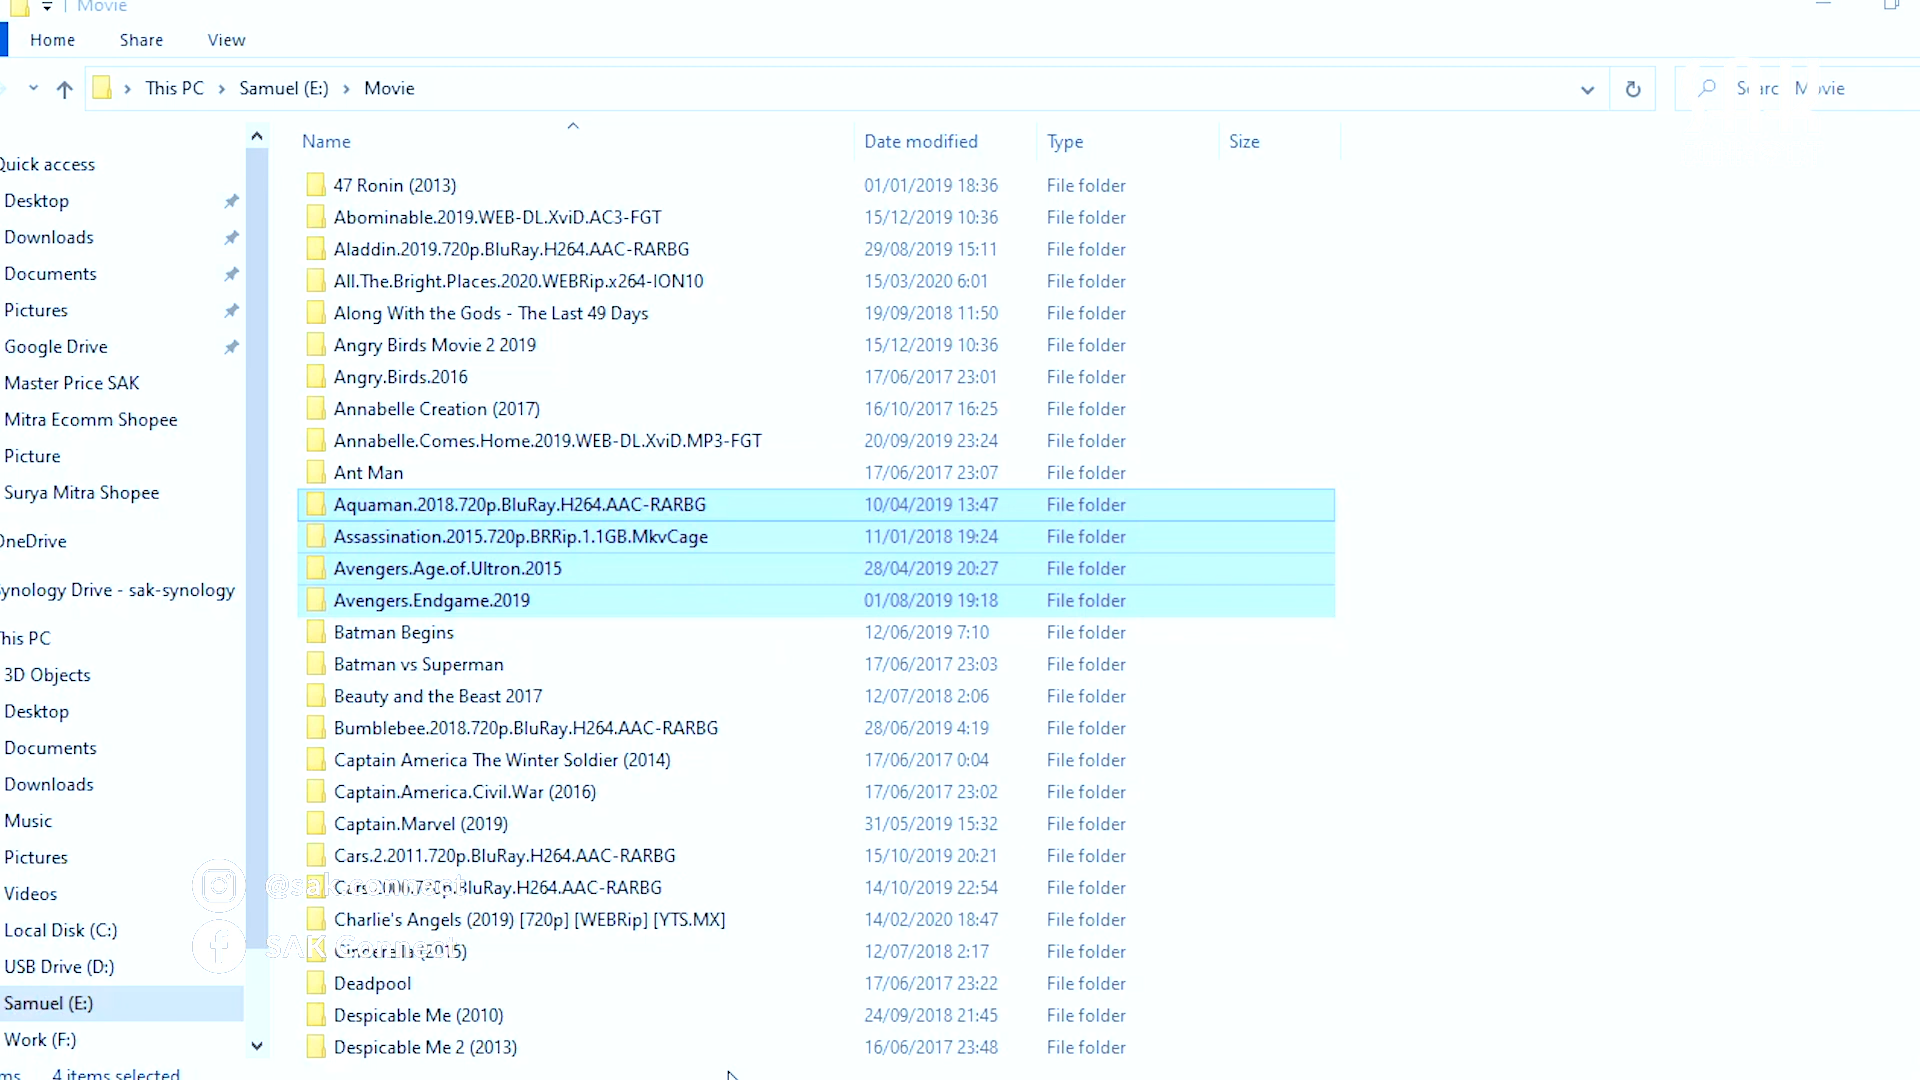 Movie
Home Share View
This PC > Samuel (E:) > Movie
Name Date modified Type Size
Quick access
Desktop
Downloads
Documents
Pictures
Google Drive
Master Price SAK
Mitra Ecomm Shopee
Picture
Surya Mitra Shopee
OneDrive
Synology Drive - sak-synology
This PC
3D Objects
Desktop
Documents
Downloads
Music
Pictures
Videos
Local Disk (C:)
USB Drive (D:)
Samuel (E:)
Work (F:)
47 Ronin (2013) 01/01/2019 18:36 File folder
Abominable.2019.WEB-DL.XviD.AC3-FGT 15/12/2019 10:36 File folder
Aladdin.2019.720p.BluRay.H264.AAC-RARBG 29/08/2019 15:11 File folder
All.The.Bright.Places.2020.WEBRip.x264-ION10 15/03/2020 6:01 File folder
Along With the Gods - The Last 49 Days 19/09/2018 11:50 File folder
Angry Birds Movie 2 2019 15/12/2019 10:36 File folder
Angry.Birds.2016 17/06/2017 23:01 File folder
Annabelle Creation (2017) 16/10/2017 16:25 File folder
Annabelle.Comes.Home.2019.WEB-DL.XviD.MP3-FGT 20/09/2019 23:24 File folder
Ant Man 17/06/2017 23:07 File folder
Aquaman.2018.720p.BluRay.H264.AAC-RARBG 10/04/2019 13:47 File folder
Assassination.2015.720p.BRRip.1.1GB.MkvCage 11/01/2018 19:24 File folder
Avengers.Age.of.Ultron.2015 28/04/2019 20:27 File folder
Avengers.Endgame.2019 01/08/2019 19:18 File folder
Batman Begins 12/06/2019 7:10 File folder
Batman vs Superman 17/06/2017 23:03 File folder
Beauty and the Beast 2017 12/07/2018 2:06 File folder
Bumblebee.2018.720p.BluRay.H264.AAC-RARBG 28/06/2019 4:19 File folder
Captain America The Winter Soldier (2014) 17/06/2017 0:04 File folder
Captain.America.Civil.War (2016) 17/06/2017 23:02 File folder
Captain.Marvel (2019) 31/05/2019 15:32 File folder
Cars.2.2011.720p.BluRay.H264.AAC-RARBG 15/10/2019 20:21 File folder
14/10/2019 22:54 File folder
Charlie's Angels (2019) [720p] [WEBRip] [YTS.MX] 14/02/2020 18:47 File folder
12/07/2018 2:17 File folder
Deadpool 17/06/2017 23:22 File folder
Despicable Me (2010) 24/09/2018 21:45 File folder
Despicable Me 2 (2013) 16/06/2017 23:48 File folder
@sak.connect
SAK Connect
4 items selected